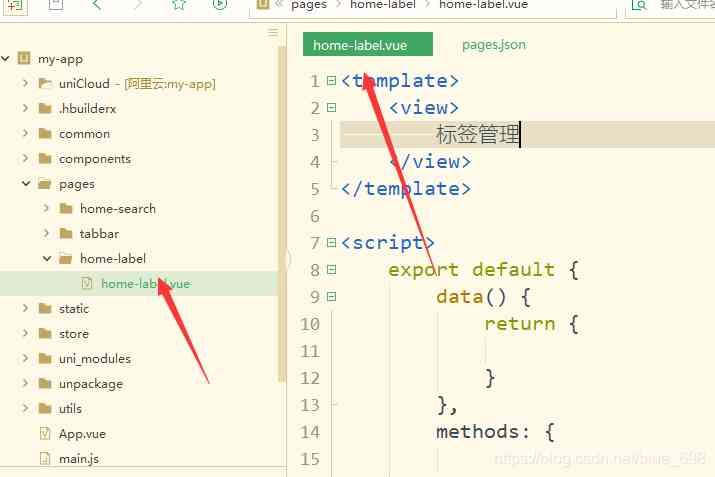 pages > home-label > home-label.vue
输入文件名
my-app
uniCloud - [阿里云:my-app]
.hbuilderx
common
components
pages
home-search
tabbar
home-label
home-label.vue
static
store
uni_modules
unpackage
utils
App.vue
main.js
home-label.vue pages.json
1 <template>
2 <view>
3 标签管理
4 </view>
5 </template>
6
7 <script>
8 export default {
9 data() {
10 return {
11
12 }
13 },
14 methods: {
15
https://blog.csdn.net/blue_698